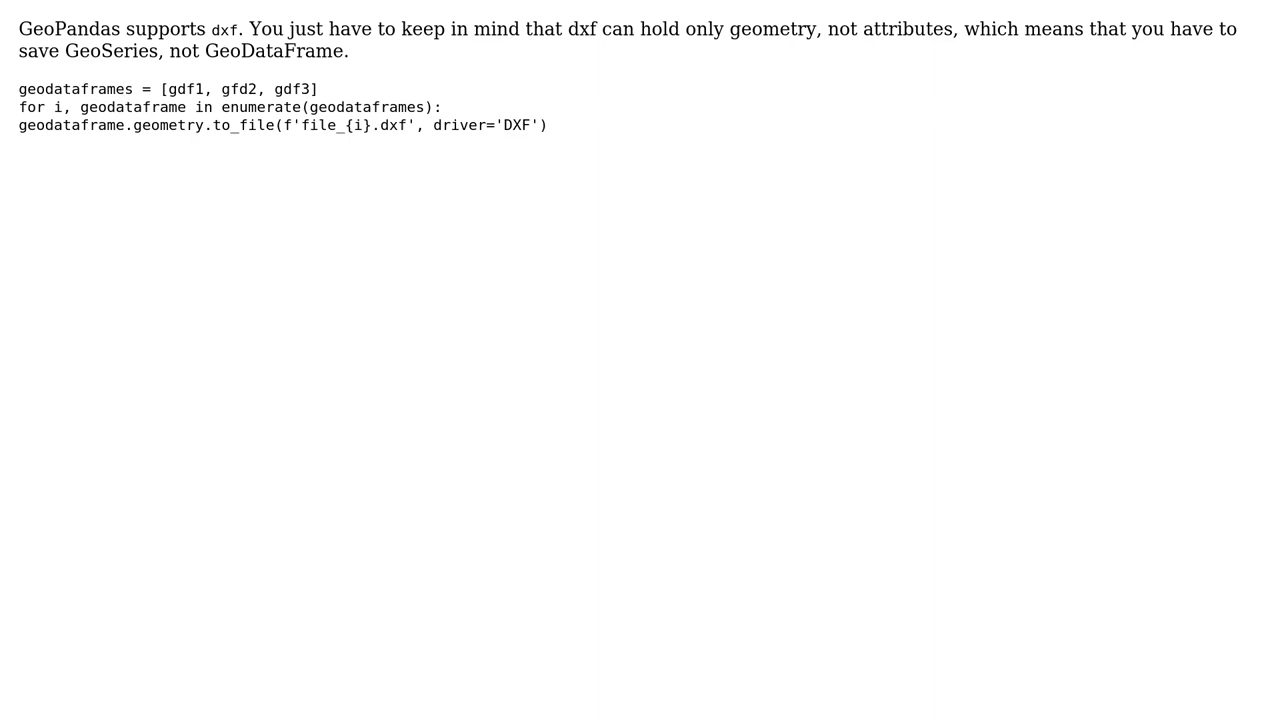 GeoPandas supports dxf. You just have to keep in mind that dxf can hold only geometry, not attributes, which means that you have to
save GeoSeries, not GeoDataFrame.
geodataframes = [gdf1, gfd2, gdf3]
for i, geodataframe in enumerate(geodataframes):
geodataframe.geometry.to_file(f'file_{i}.dxf', driver='DXF')